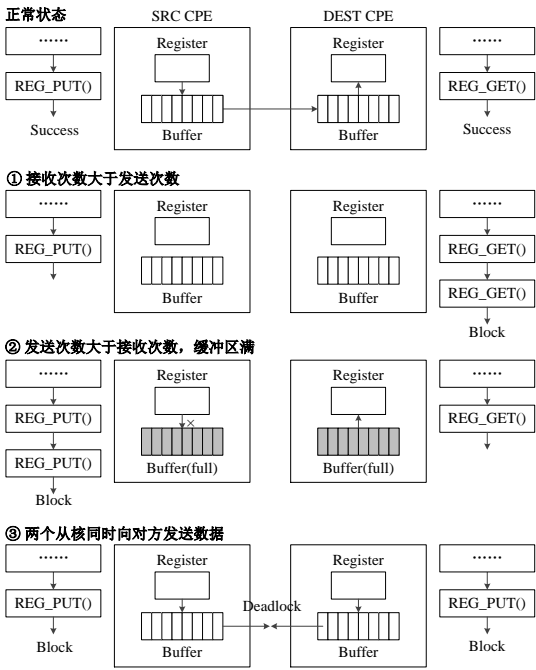 正常状态
SRC CPE
DEST CPE
······
Register
Register
······
REG_PUT()
REG_GET()
Success
Buffer
Buffer
Success
① 接收次数大于发送次数
······
Register
Register
······
REG_PUT()
REG_GET()
Buffer
Buffer
REG_GET()
Block
② 发送次数大于接收次数，缓冲区满
······
Register
Register
······
REG_PUT()
×
REG_GET()
REG_PUT()
Buffer(full)
Buffer(full)
Block
③ 两个从核同时向对方发送数据
······
Register
Register
······
REG_PUT()
Deadlock
REG_PUT()
Block
Buffer
Buffer
Block